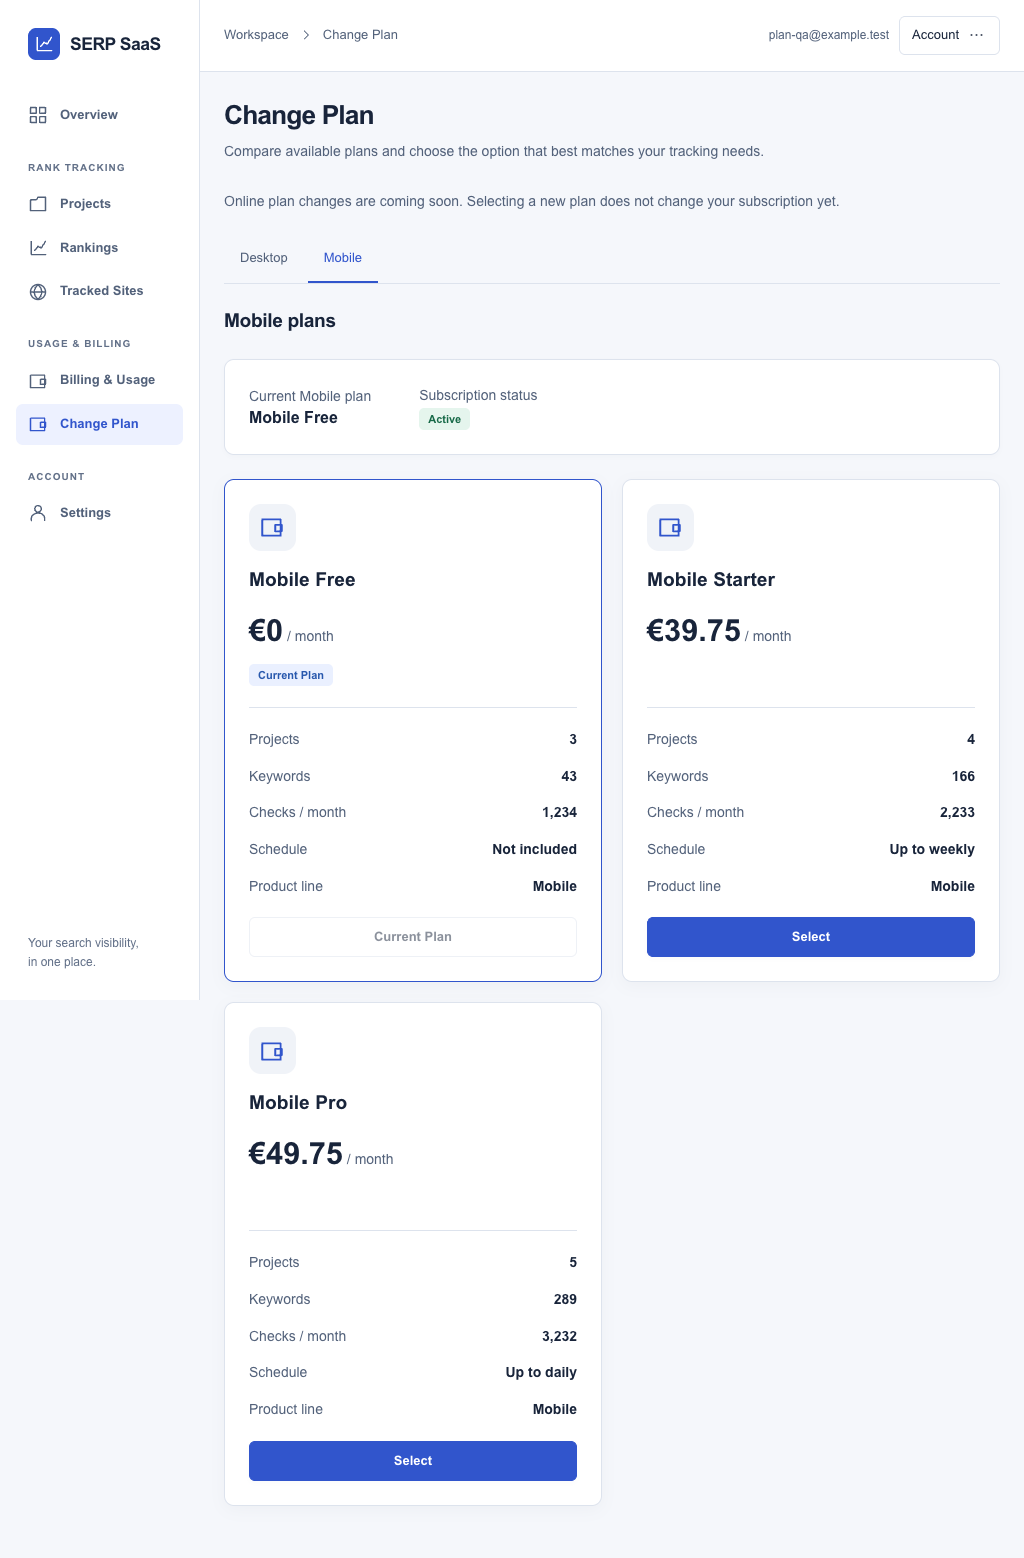 SERP SaaS
Overview
RANK TRACKING
Projects
Rankings
Tracked Sites
USAGE & BILLING
Billing & Usage
Change Plan
ACCOUNT
Settings
Your search visibility,
in one place.
Workspace > Change Plan
plan-qa@example.test
Account ···
Change Plan
Compare available plans and choose the option that best matches your tracking needs.
Online plan changes are coming soon. Selecting a new plan does not change your subscription yet.
Desktop Mobile
Mobile plans
Current Mobile plan
Mobile Free
Subscription status
Active
Mobile Free
€0 / month
Current Plan
Projects 3
Keywords 43
Checks / month 1,234
Schedule Not included
Product line Mobile
Current Plan
Mobile Starter
€39.75 / month
Projects 4
Keywords 166
Checks / month 2,233
Schedule Up to weekly
Product line Mobile
Select
Mobile Pro
€49.75 / month
Projects 5
Keywords 289
Checks / month 3,232
Schedule Up to daily
Product line Mobile
Select